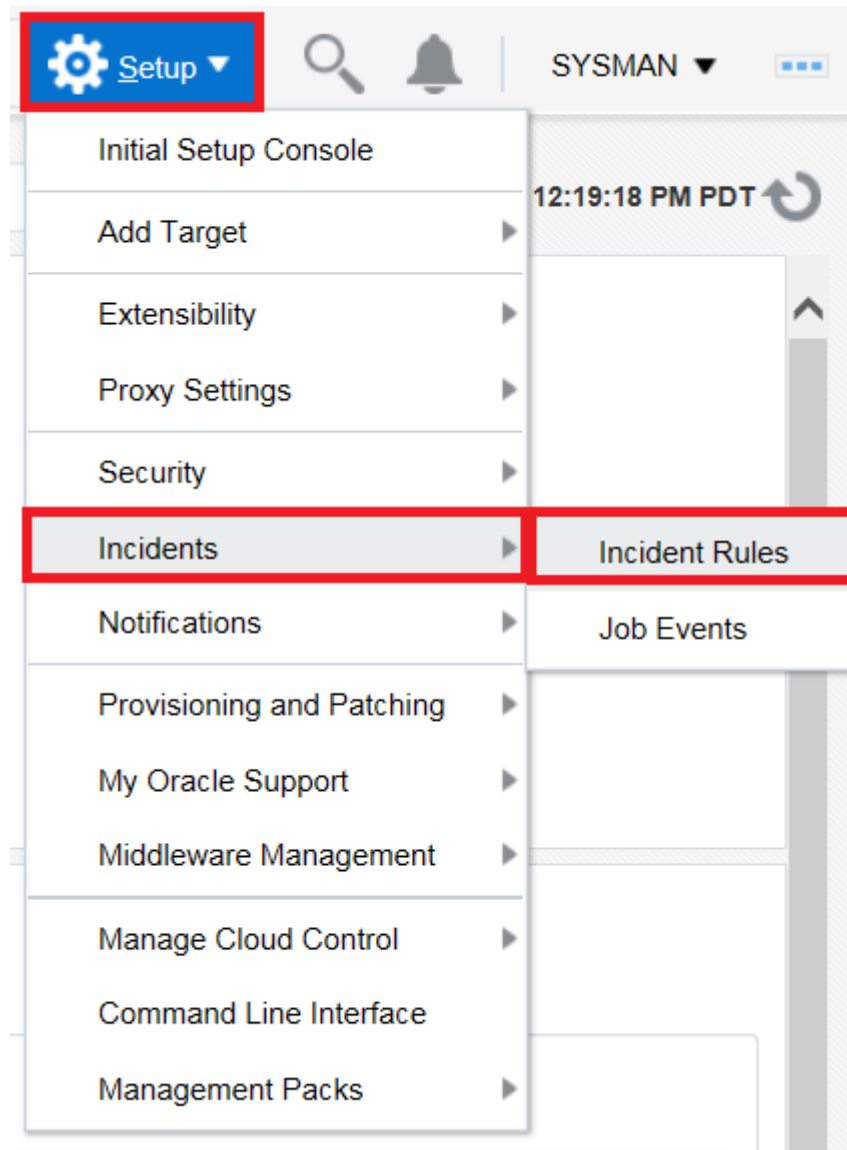 Setup
SYSMAN
Initial Setup Console
12:19:18 PM PDT
Add Target
Extensibility
Proxy Settings
Security
Incidents
Incident Rules
Notifications
Job Events
Provisioning and Patching
My Oracle Support
Middleware Management
Manage Cloud Control
Command Line Interface
Management Packs